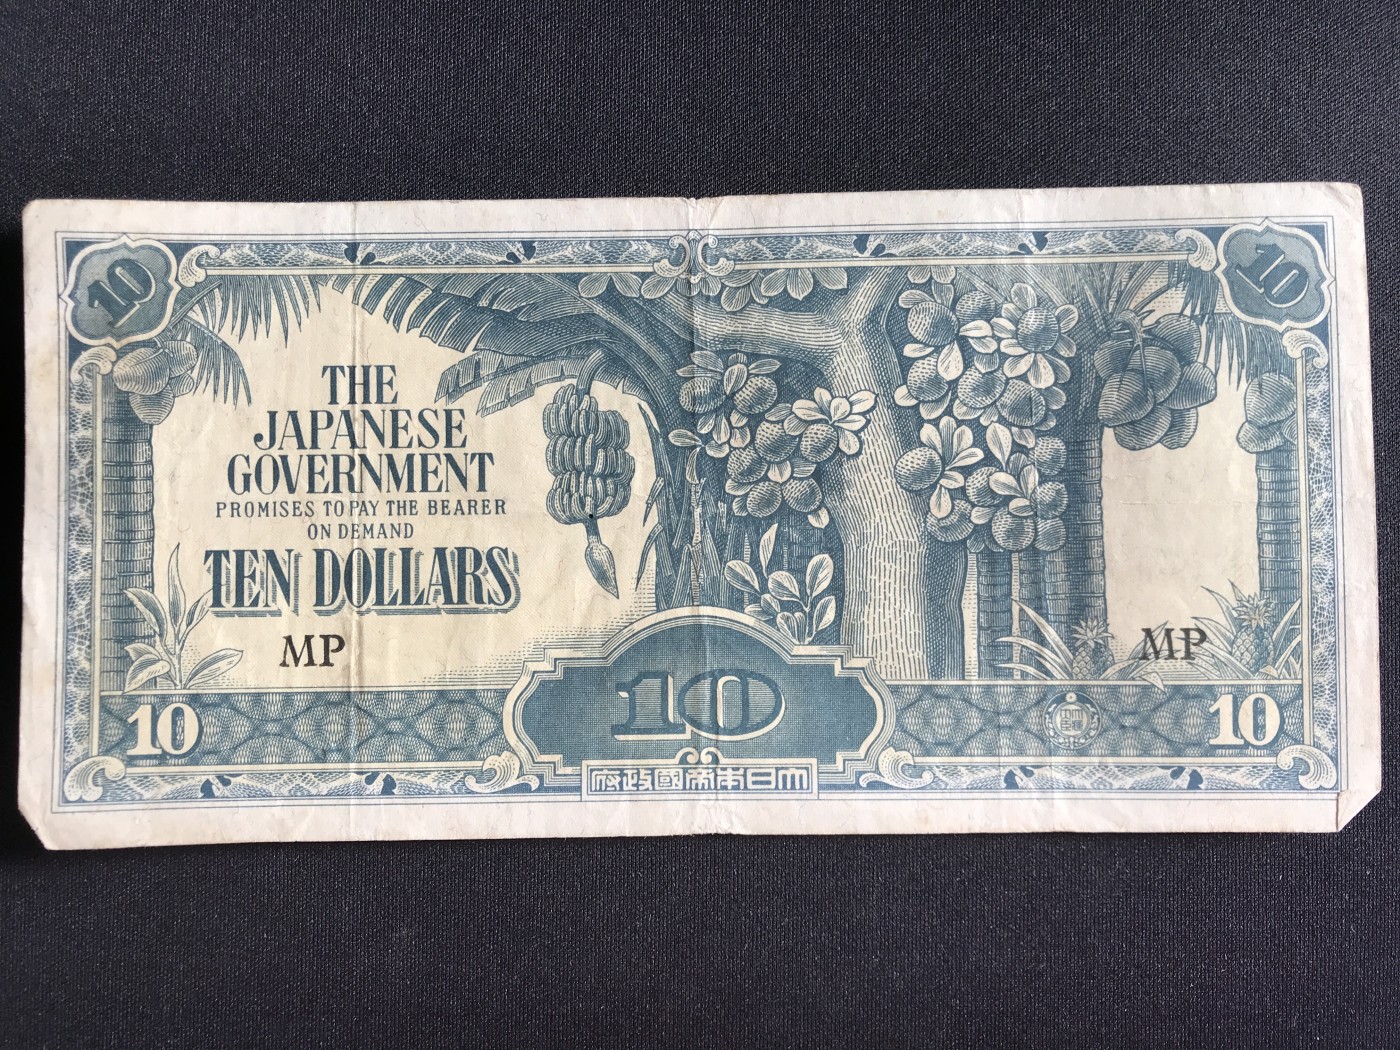 10
10
THE
JAPANESE
GOVERNMENT
PROMISES TO PAY THE BEARER
ON DEMAND
TEN DOLLARS
MP
MP
10
10
10
府政國帝本日大